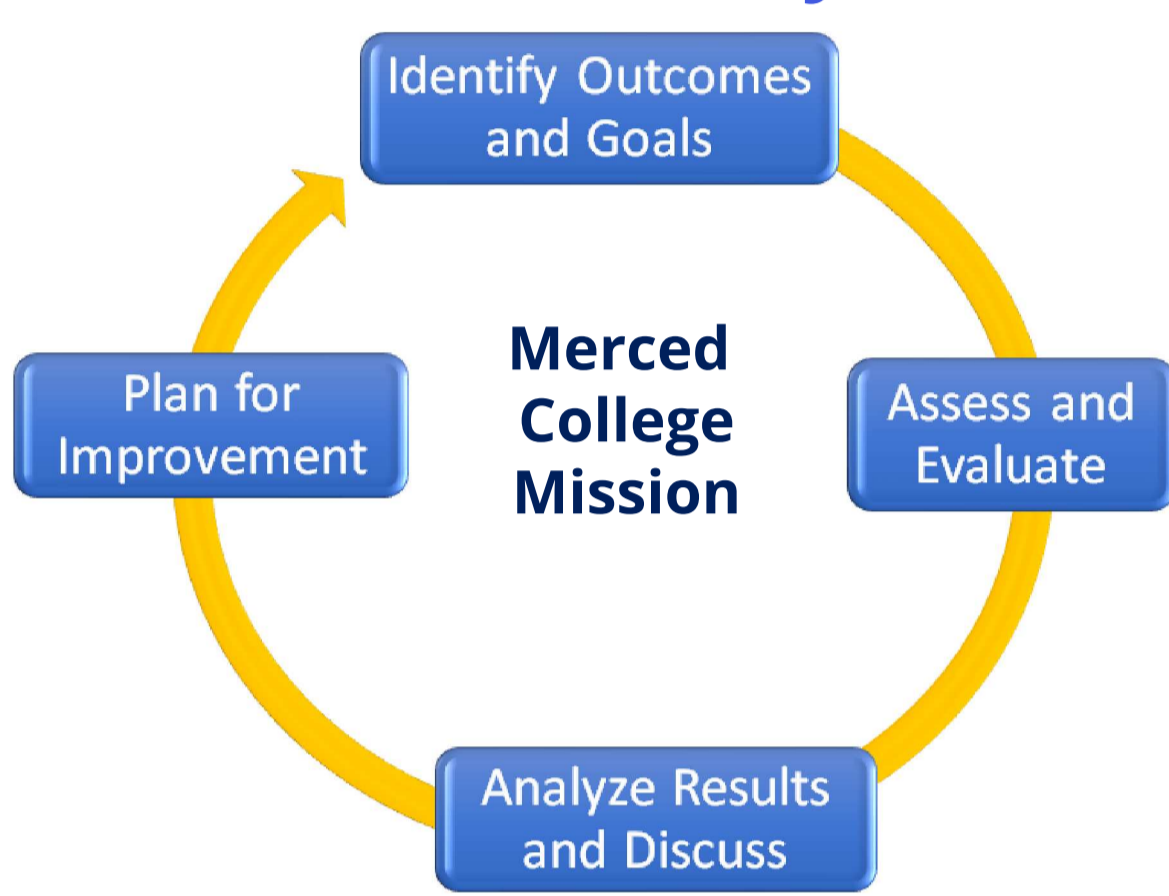 Identify Outcomes
and Goals
Merced
College
Mission
Plan for
Improvement
Assess and
Evaluate
Analyze Results
and Discuss